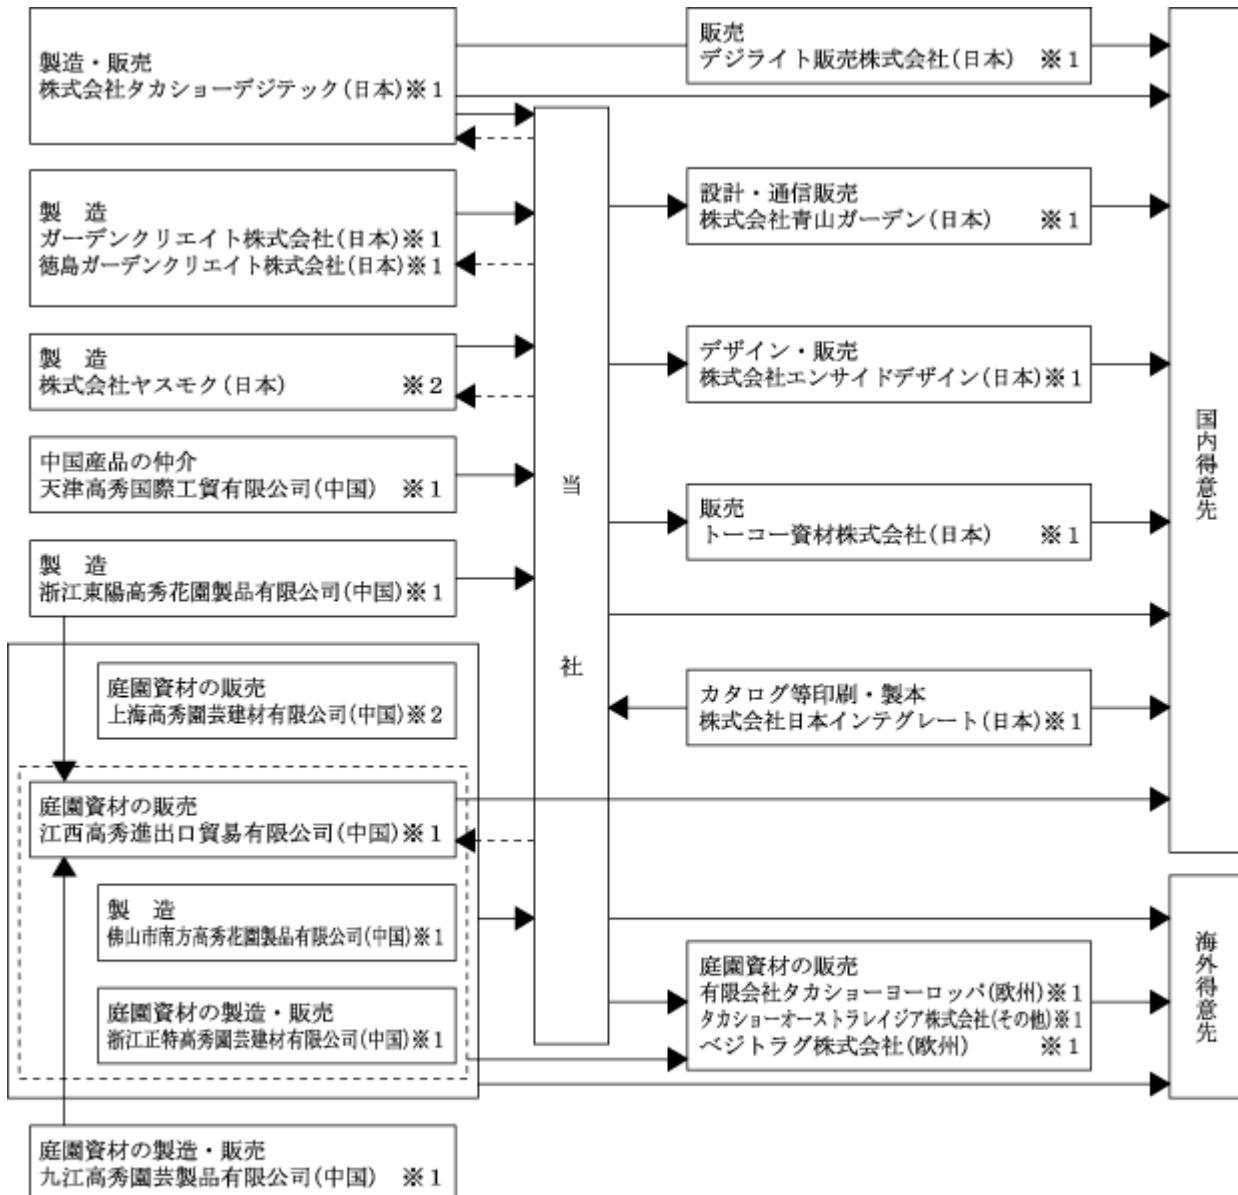 製造・販売
株式会社タカショーデジテック(日本)※1
製　造
ガーデンクリエイト株式会社(日本)※1
徳島ガーデンクリエイト株式会社(日本)※1
製　造
株式会社ヤスモク(日本)　※2
中国産品の仲介
天津高秀国際工貿有限公司(中国)　※1
製　造
浙江東陽高秀花園製品有限公司(中国)※1
庭園資材の販売
上海高秀園芸建材有限公司(中国)※2
庭園資材の販売
江西高秀進出口貿易有限公司(中国)※1
製　造
佛山市南方高秀花園製品有限公司(中国)※1
庭園資材の製造・販売
浙江正特高秀園芸建材有限公司(中国)※1
庭園資材の製造・販売
九江高秀園芸製品有限公司(中国)　※1
当社
販売
デジライト販売株式会社(日本)　※1
設計・通信販売
株式会社青山ガーデン(日本)　※1
デザイン・販売
株式会社エンサイドデザイン(日本)※1
販売
トーコー資材株式会社(日本)　※1
カタログ等印刷・製本
株式会社日本インテグレート(日本)※1
庭園資材の販売
有限会社タカショーヨーロッパ(欧州)※1
タカショーオーストラレイジア株式会社(その他)※1
ベジトラグ株式会社(欧州)　※1
国内得意先
海外得意先